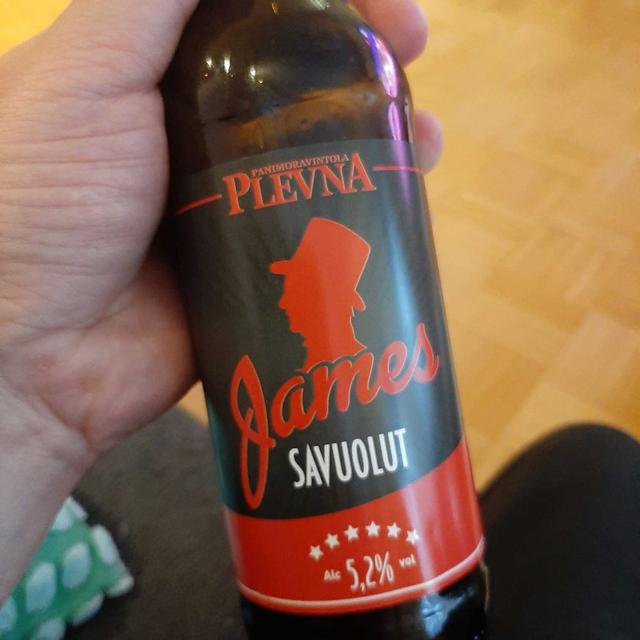 PANIMORAVINTOLA
PLEVNA
James
SAVUOLUT
Alc 5,2% vol